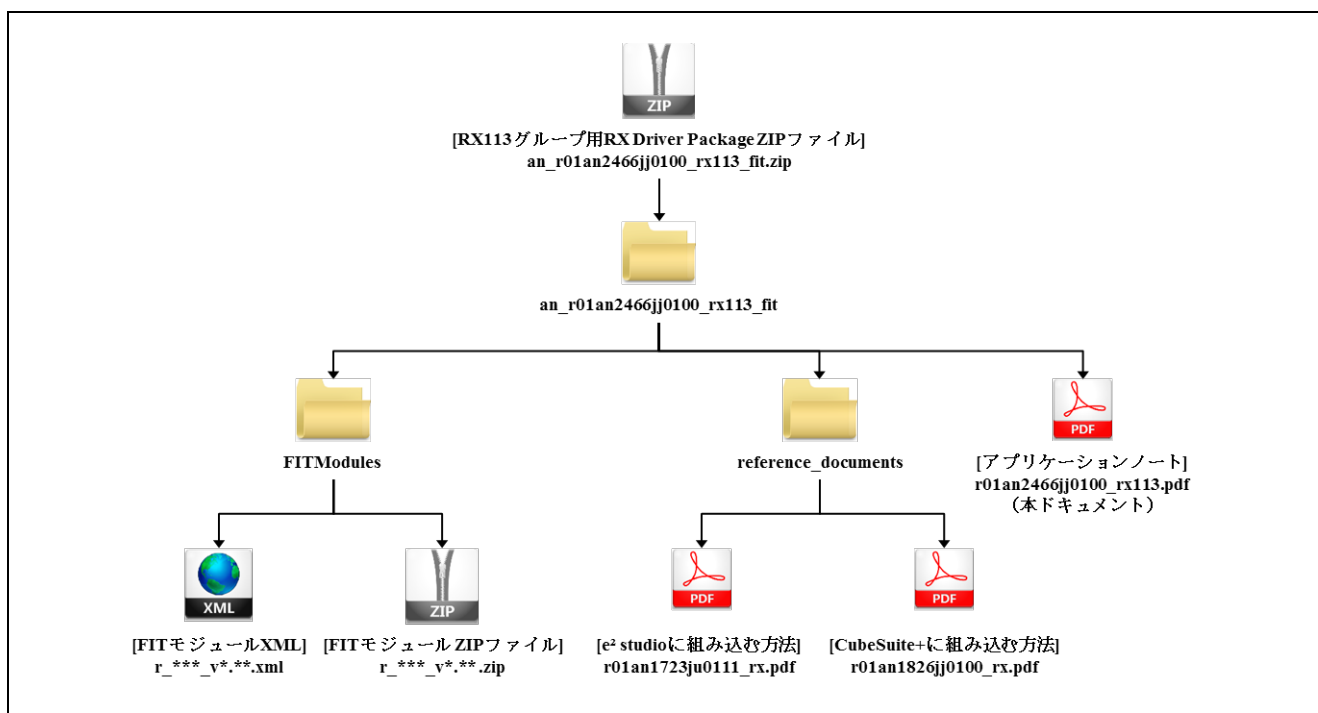 ZIP
[RX113グループ用RX Driver Package ZIPファイル]
an_r01an2466jj0100_rx113_fit.zip
an_r01an2466jj0100_rx113_fit
FITModules
reference_documents
PDF
[アプリケーションノート]
r01an2466jj0100_rx113.pdf
（本ドキュメント）
XML
[FITモジュールXML]
r_***_v*.**.xml
ZIP
[FITモジュール ZIPファイル]
r_***_v*.**.zip
PDF
[e² studioに組み込む方法]
r01an1723ju0111_rx.pdf
PDF
[CubeSuite+に組み込む方法]
r01an1826jj0100_rx.pdf